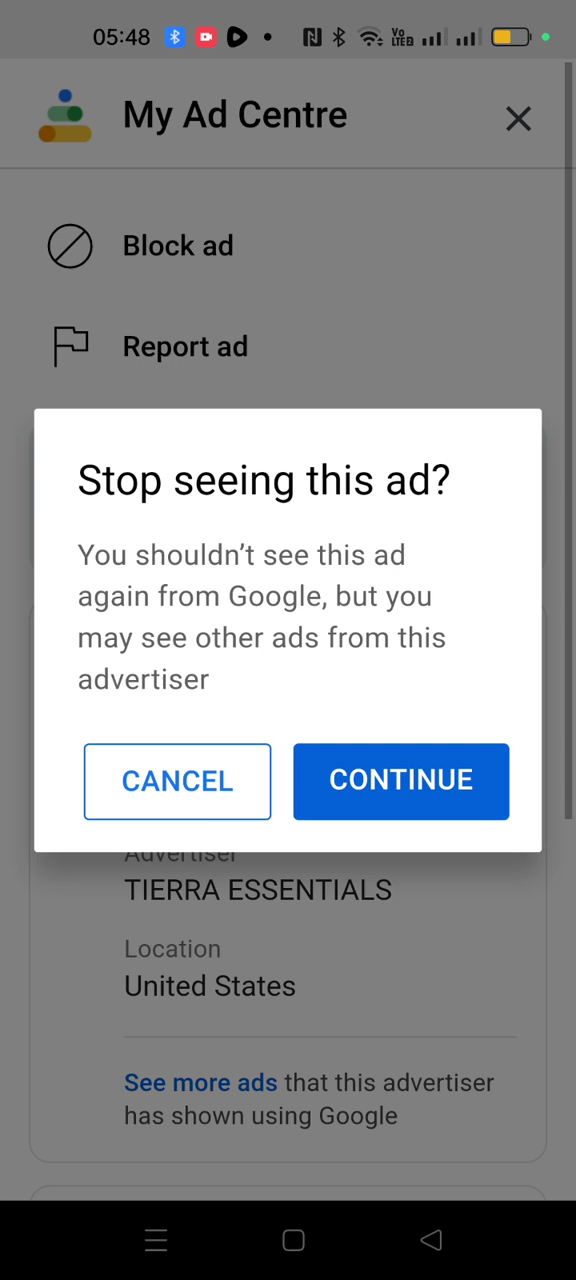 05:48
VoLTE2
My Ad Centre
Block ad
Report ad
Stop seeing this ad?
You shouldn’t see this ad
again from Google, but you
may see other ads from this
advertiser
CANCEL CONTINUE
Advertiser
TIERRA ESSENTIALS
Location
United States
See more ads that this advertiser
has shown using Google